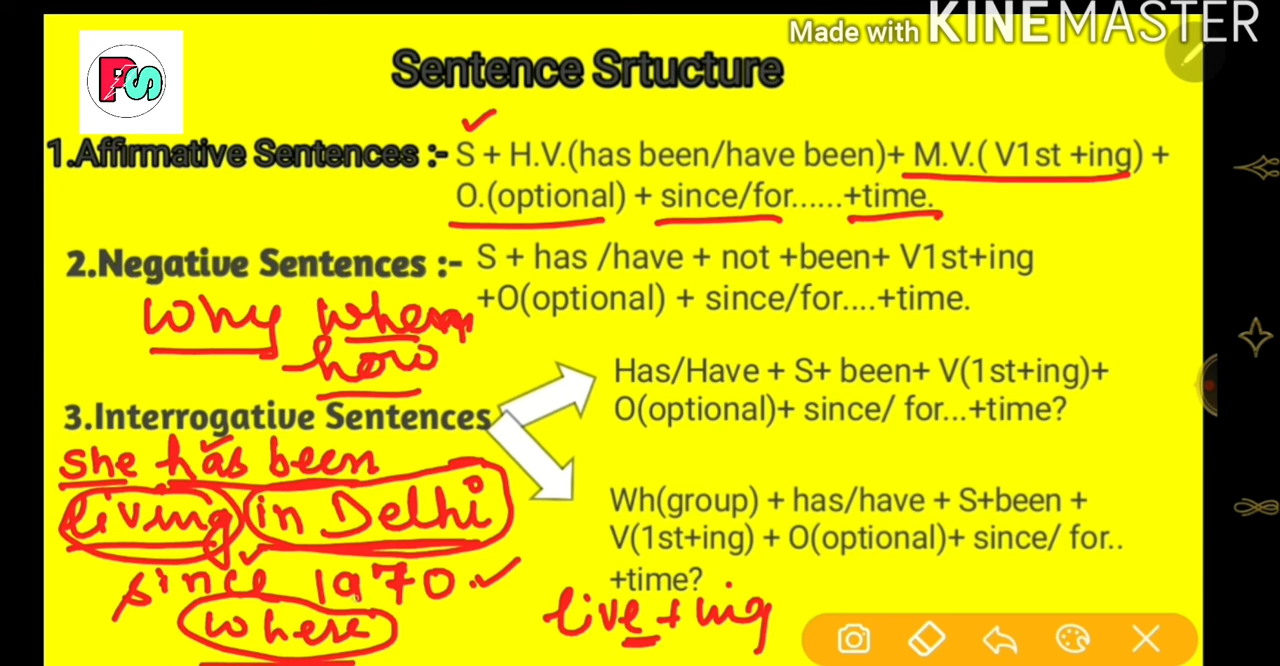 Made with KINEMASTER
PS
Sentence Srtucture
1.Affirmative Sentences :- S + H.V.(has been/have been)+ M.V.( V1st +ing) +
O.(optional) + since/for......+time.
2.Negative Sentences :- S + has /have + not +been+ V1st+ing
+O(optional) + since/for....+time.
why when
how
Has/Have + S+ been+ V(1st+ing)+
O(optional)+ since/ for...+time?
3.Interrogative Sentences
she has been
living in Delhi
since 1970
where
Wh(group) + has/have + S+been +
V(1st+ing) + O(optional)+ since/ for..
+time?
live + ing